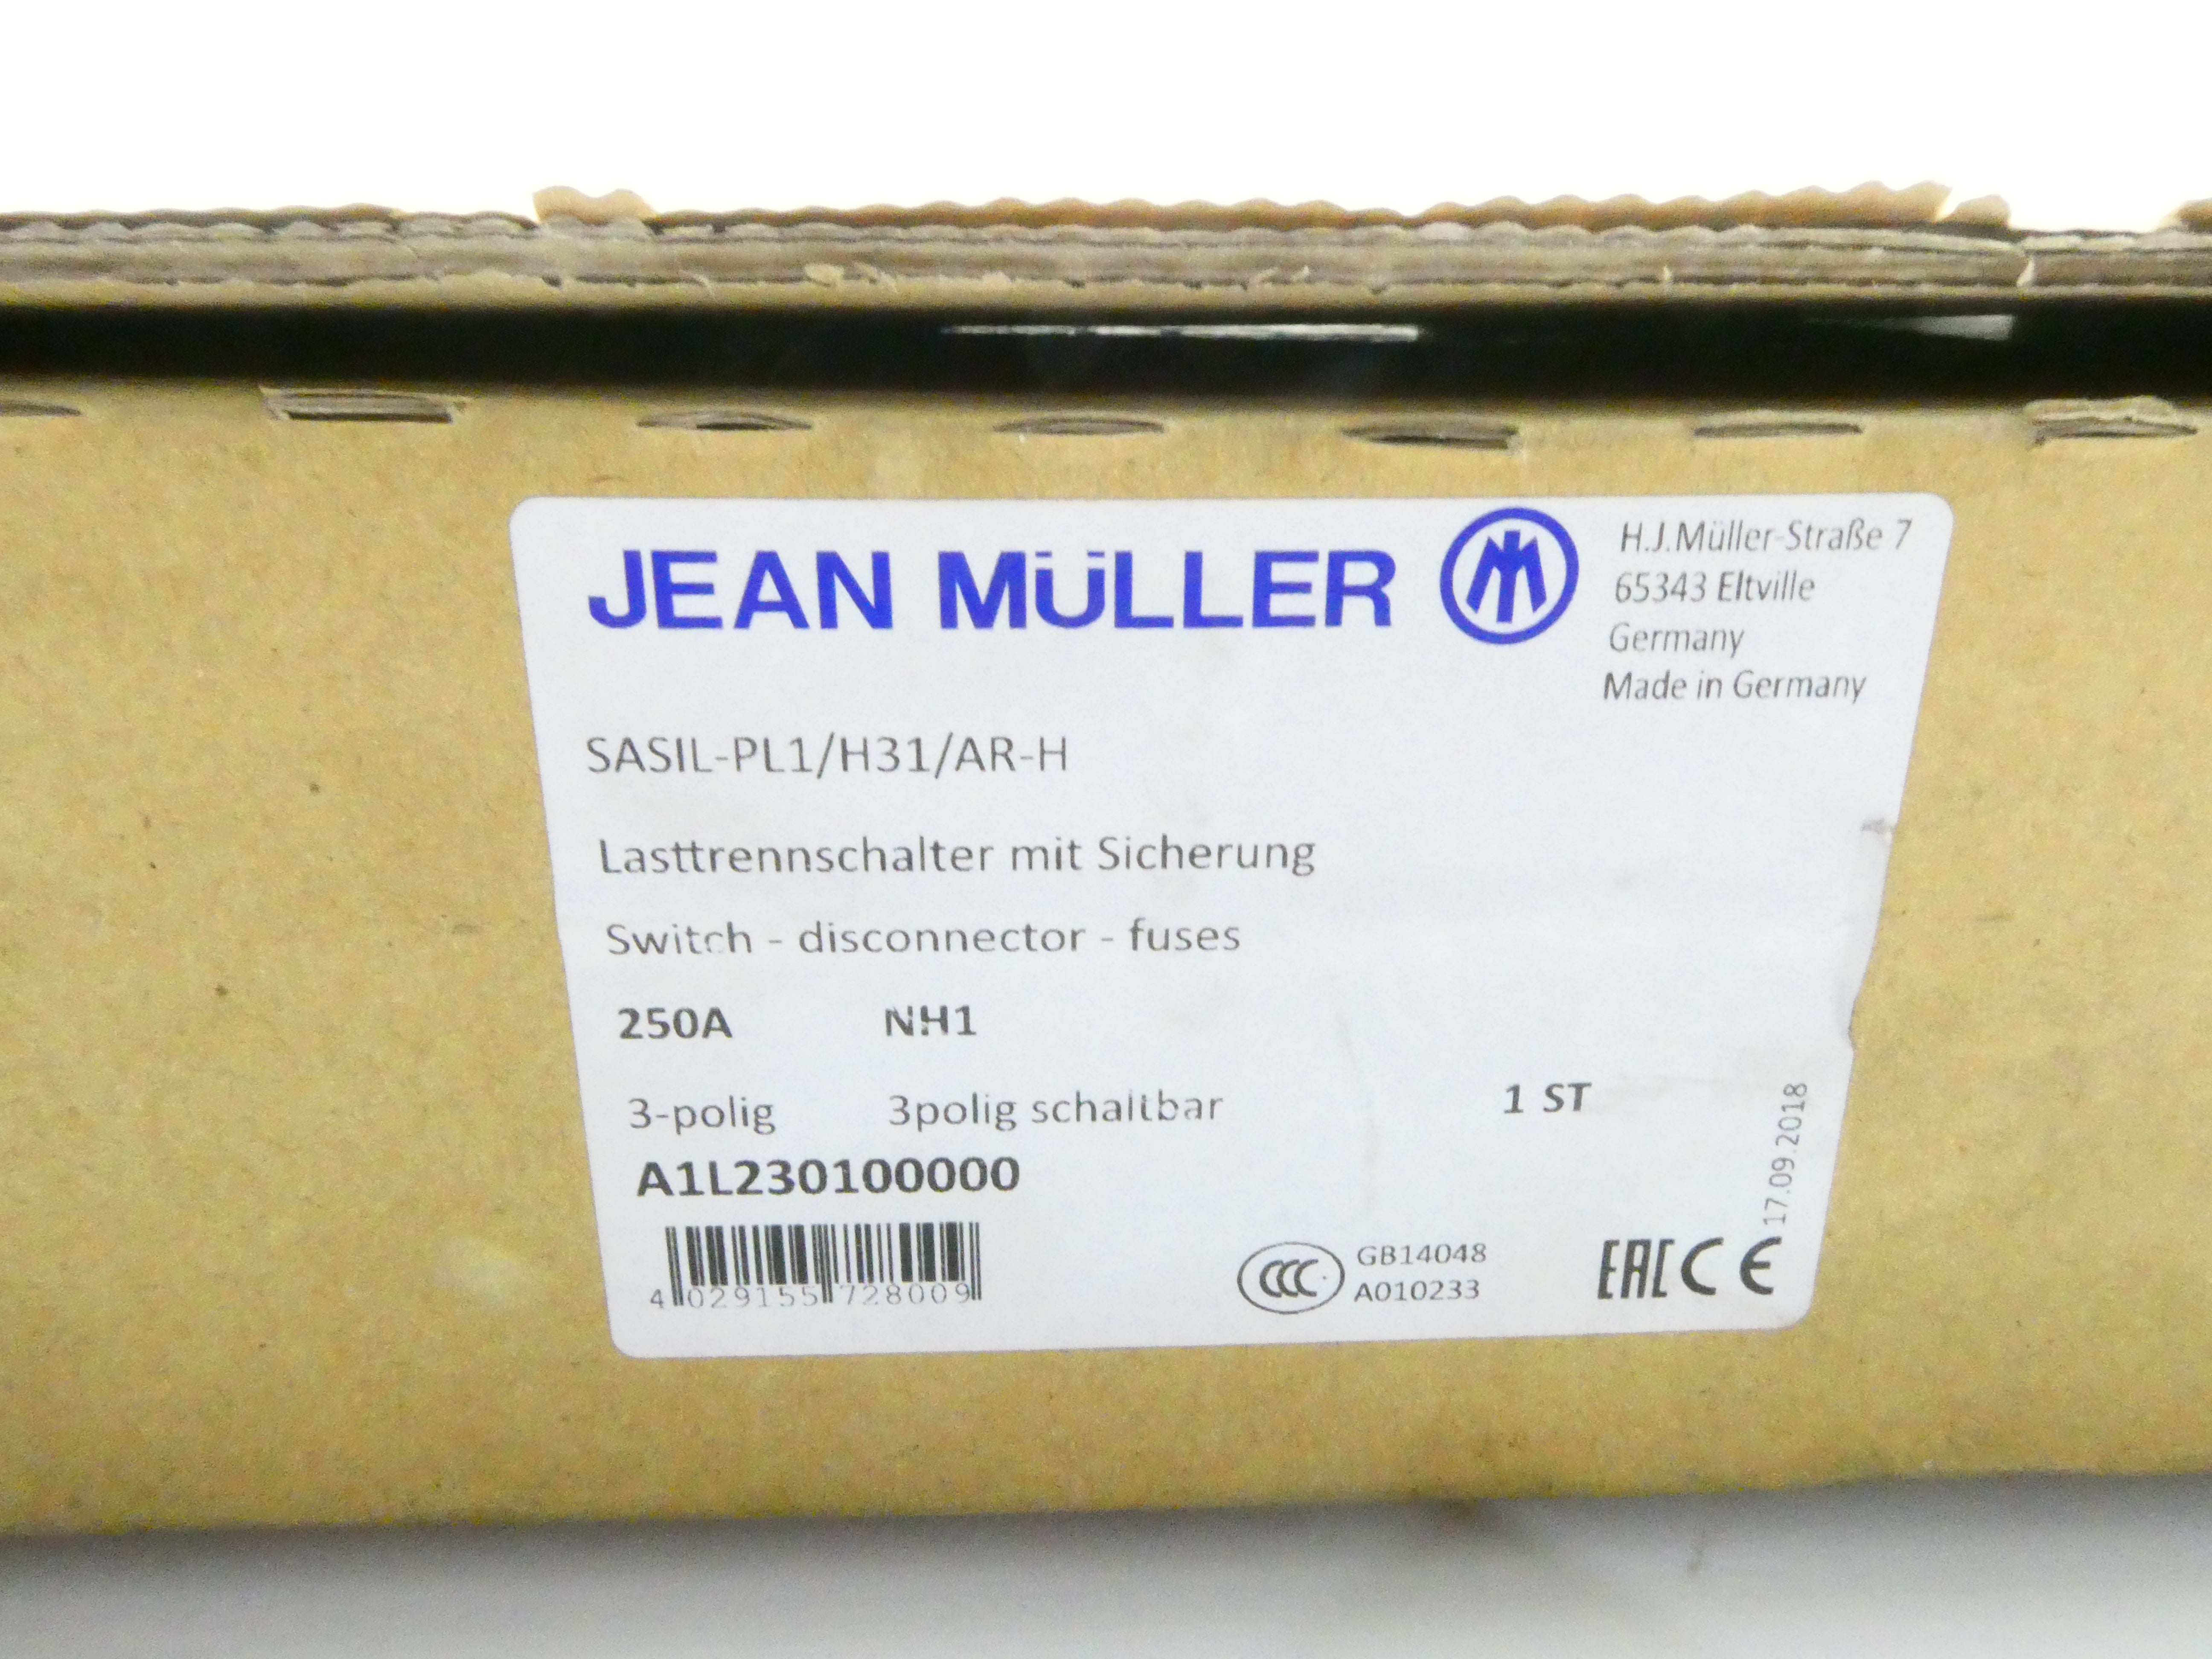 JEAN MÜLLER
H.J.Müller-Straße 7
65343 Eltville
Germany
Made in Germany
SASIL-PL1/H31/AR-H
Lasttrennschalter mit Sicherung
Switch - disconnector - fuses
250A NH1
3-polig 3polig schaltbar 1 ST
A1L230100000
4 029155 728009
CCC
GB14048
A010233
EAC CE
17.09.2018